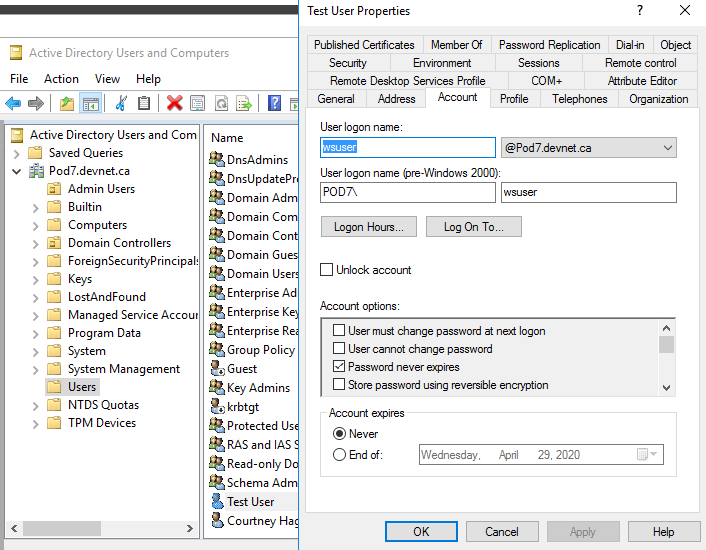 Active Directory Users and Computers
File Action View Help
Active Directory Users and Com
Saved Queries
Pod7.devnet.ca
Admin Users
Builtin
Computers
Domain Controllers
ForeignSecurityPrincipals
Keys
LostAndFound
Managed Service Accoun
Program Data
System
System Management
Users
NTDS Quotas
TPM Devices
Name
DnsAdmins
DnsUpdatePr
Domain Adm
Domain Com
Domain Cont
Domain Gues
Domain Users
Enterprise Ad
Enterprise Key
Enterprise Rea
Group Policy
Guest
Key Admins
krbtgt
Protected Use
RAS and IAS S
Read-only Do
Schema Adm
Test User
Courtney Hag
Test User Properties
Published Certificates Member Of Password Replication Dial-in Object
Security Environment Sessions Remote control
Remote Desktop Services Profile COM+ Attribute Editor
General Address Account Profile Telephones Organization
User logon name:
wsuser @Pod7.devnet.ca
User logon name (pre-Windows 2000):
POD7\ wsuser
Logon Hours... Log On To...
Unlock account
Account options:
User must change password at next logon
User cannot change password
Password never expires
Store password using reversible encryption
Account expires
Never
End of: Wednesday, April 29, 2020
OK Cancel Apply Help